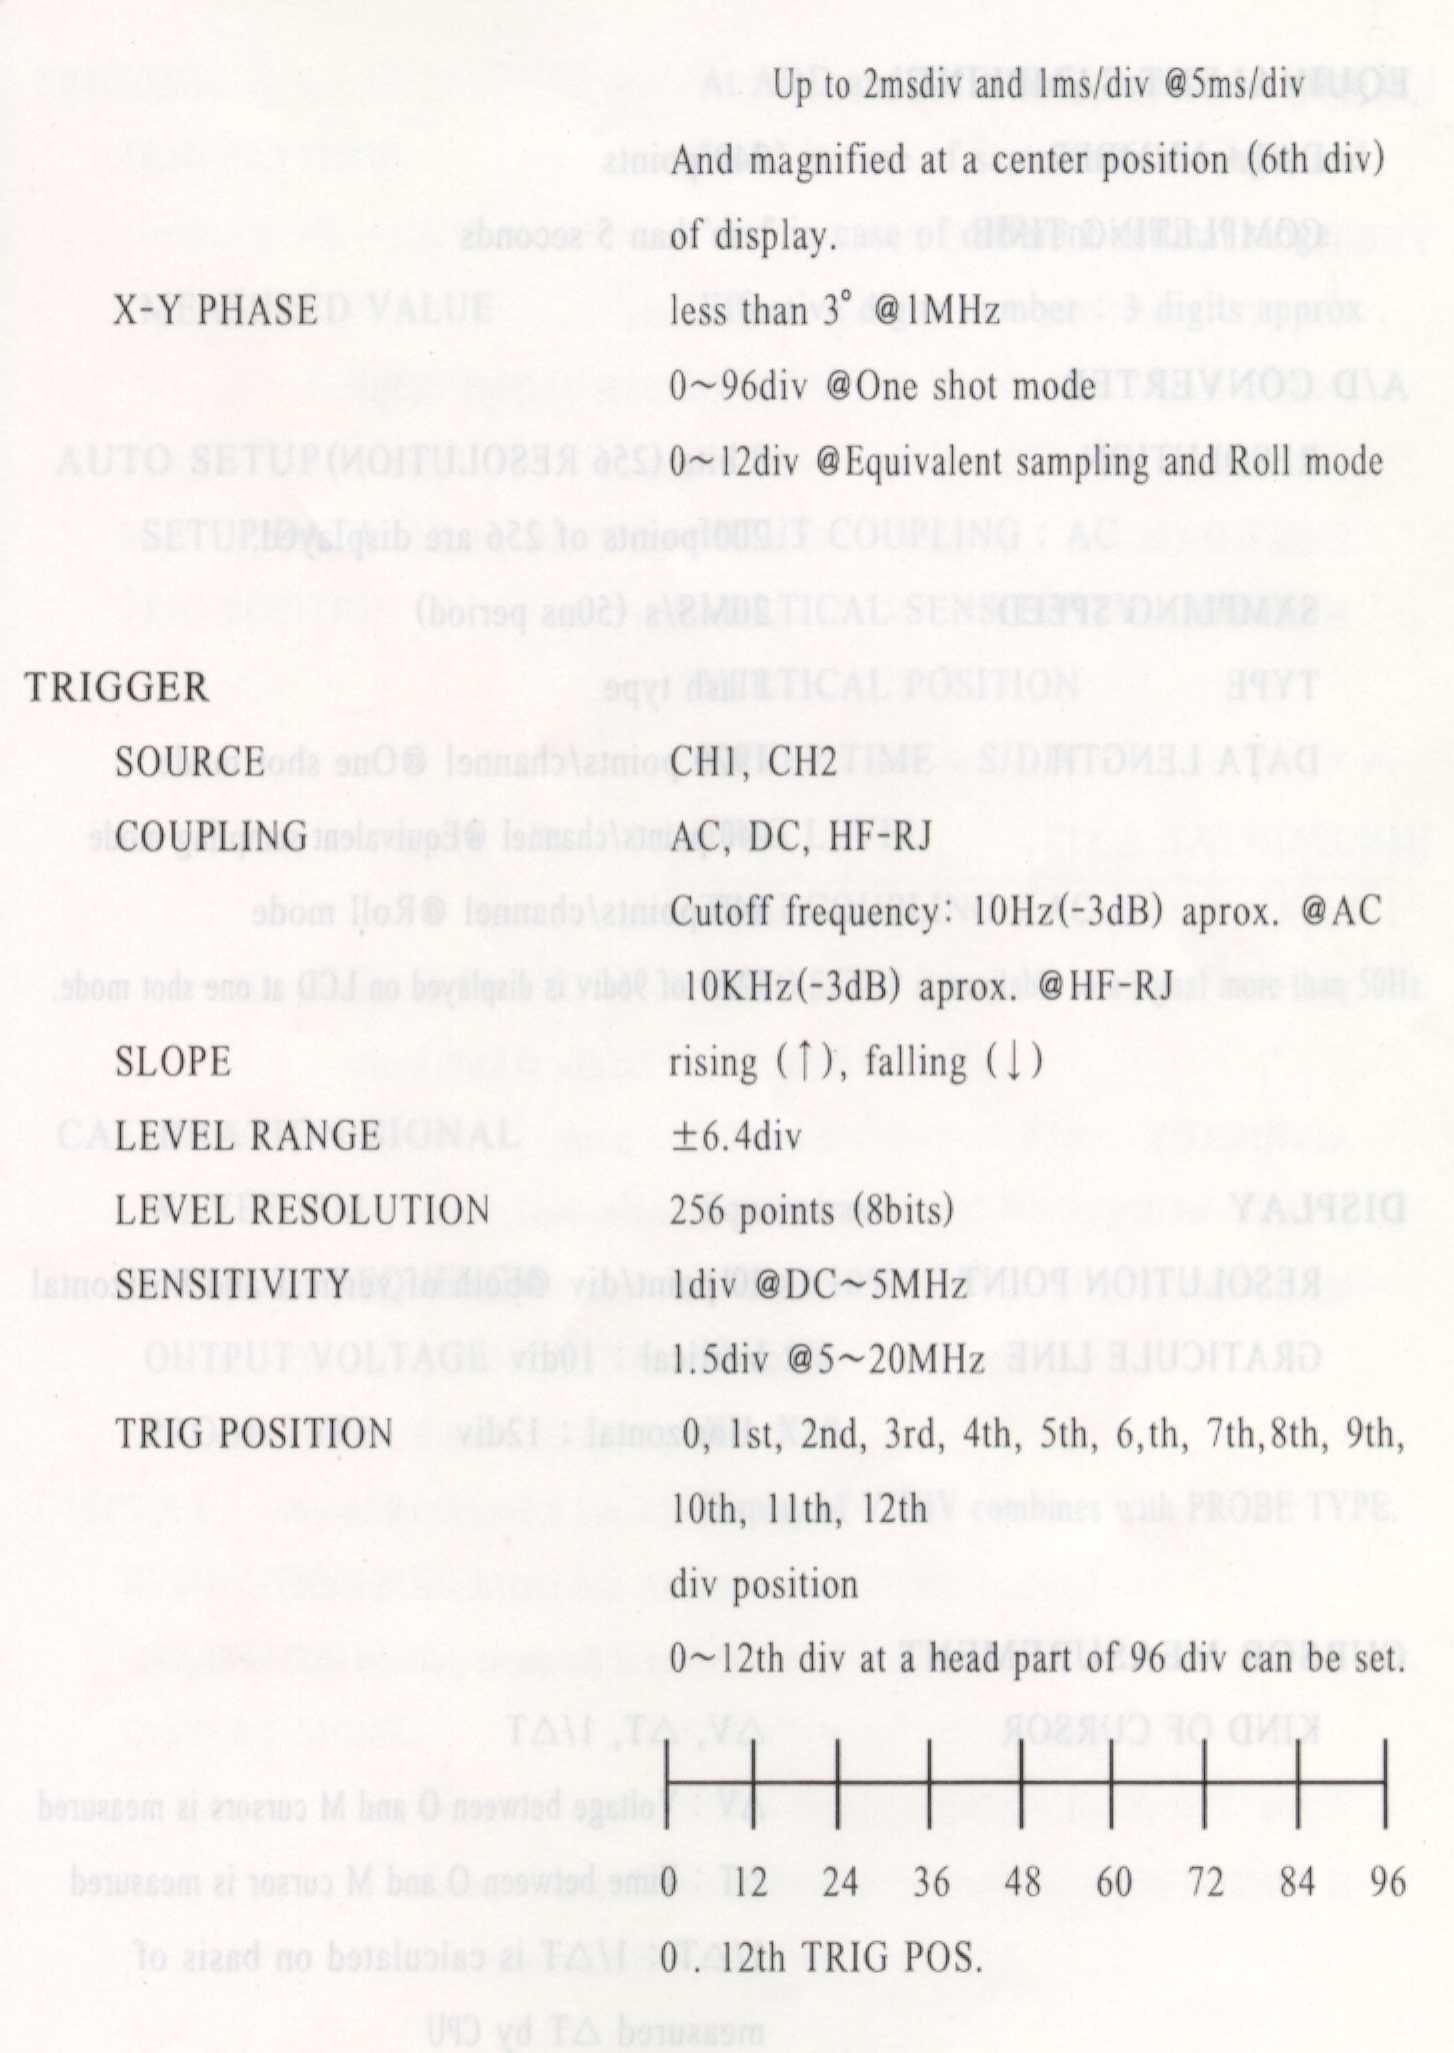 Up to 2msdiv and 1ms/div @5ms/div
And magnified at a center position (6th div)
of display.
X-Y PHASE less than 3° @1MHz
0~96div @One shot mode
0~12div @Equivalent sampling and Roll mode
TRIGGER
SOURCE CH1, CH2
COUPLING AC, DC, HF-RJ
Cutoff frequency: 10Hz(-3dB) aprox. @AC
10KHz(-3dB) aprox. @HF-RJ
SLOPE rising (↑), falling (↓)
LEVEL RANGE ±6.4div
LEVEL RESOLUTION 256 points (8bits)
SENSITIVITY 1div @DC~5MHz
1.5div @5~20MHz
TRIG POSITION 0, 1st, 2nd, 3rd, 4th, 5th, 6,th, 7th,8th, 9th,
10th, 11th, 12th
div position
0~12th div at a head part of 96 div can be set.
0 12 24 36 48 60 72 84 96
0 . 12th TRIG POS.